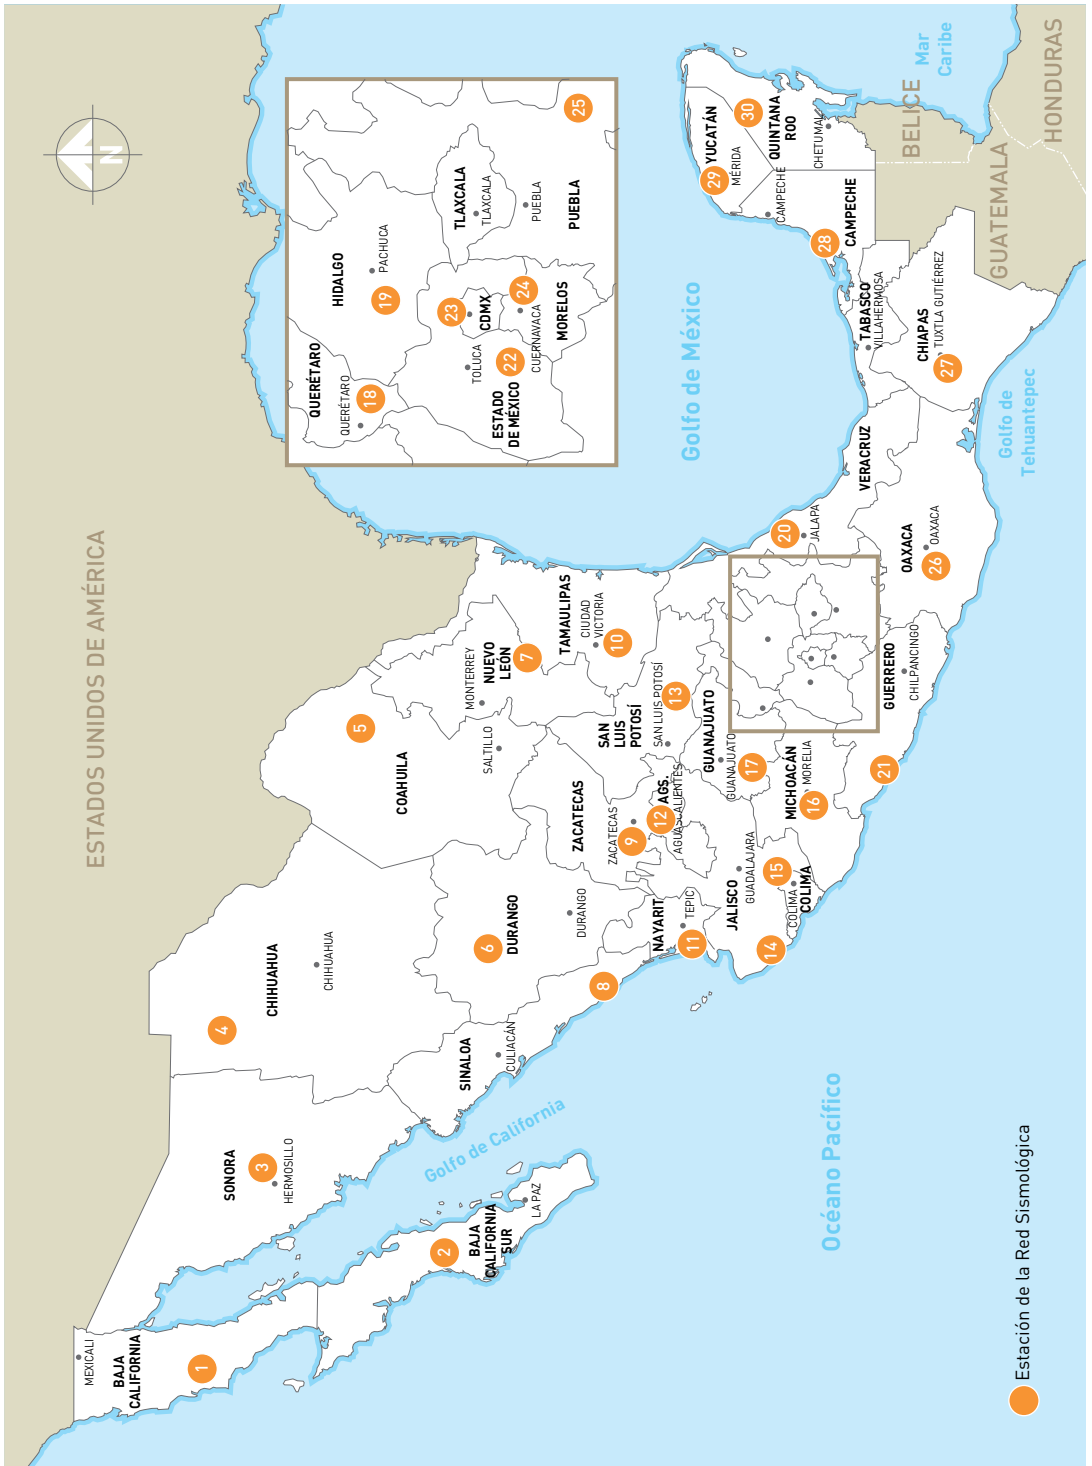 ESTADOS UNIDOS DE AMÉRICA
N
MEXICALI
BAJA
CALIFORNIA
1
SONORA
3
HERMOSILLO
2
BAJA
CALIFORNIA
SUR
LA PAZ
Golfo de California
CHIHUAHUA
4
CHIHUAHUA
COAHUILA
5
SALTILLO
MONTERREY
NUEVO
LEÓN
7
TAMAULIPAS
CIUDAD
VICTORIA
10
SINALOA
CULIACÁN
8
DURANGO
6
DURANGO
ZACATECAS
ZACATECAS
9
SAN
LUIS
POTOSÍ
SAN LUIS POTOSÍ
13
AGS.
12
AGUASCALIENTES
NAYARIT
TEPIC
11
JALISCO
GUADALAJARA
14
15
COLIMA
COLIMA
GUANAJUATO
GUANAJUATO
17
MICHOACÁN
MORELIA
16
21
GUERRERO
CHILPANCINGO
20
JALAPA
VERACRUZ
OAXACA
OAXACA
26
TABASCO
VILLAHERMOSA
CHIAPAS
TUXTLA GUTIÉRREZ
27
28
CAMPECHE
CAMPECHE
29
YUCATÁN
MÉRIDA
30
QUINTANA
ROO
CHETUMAL
QUERÉTARO
QUERÉTARO
18
HIDALGO
PACHUCA
19
TLAXCALA
TLAXCALA
PUEBLA
PUEBLA
25
23
CDMX
TOLUCA
22
ESTADO
DE MÉXICO
24
CUERNAVACA
MORELOS
Golfo de México
Mar
Caribe
BELICE
GUATEMALA
HONDURAS
Golfo de
Tehuantepec
Océano Pacífico
Estación de la Red Sismológica